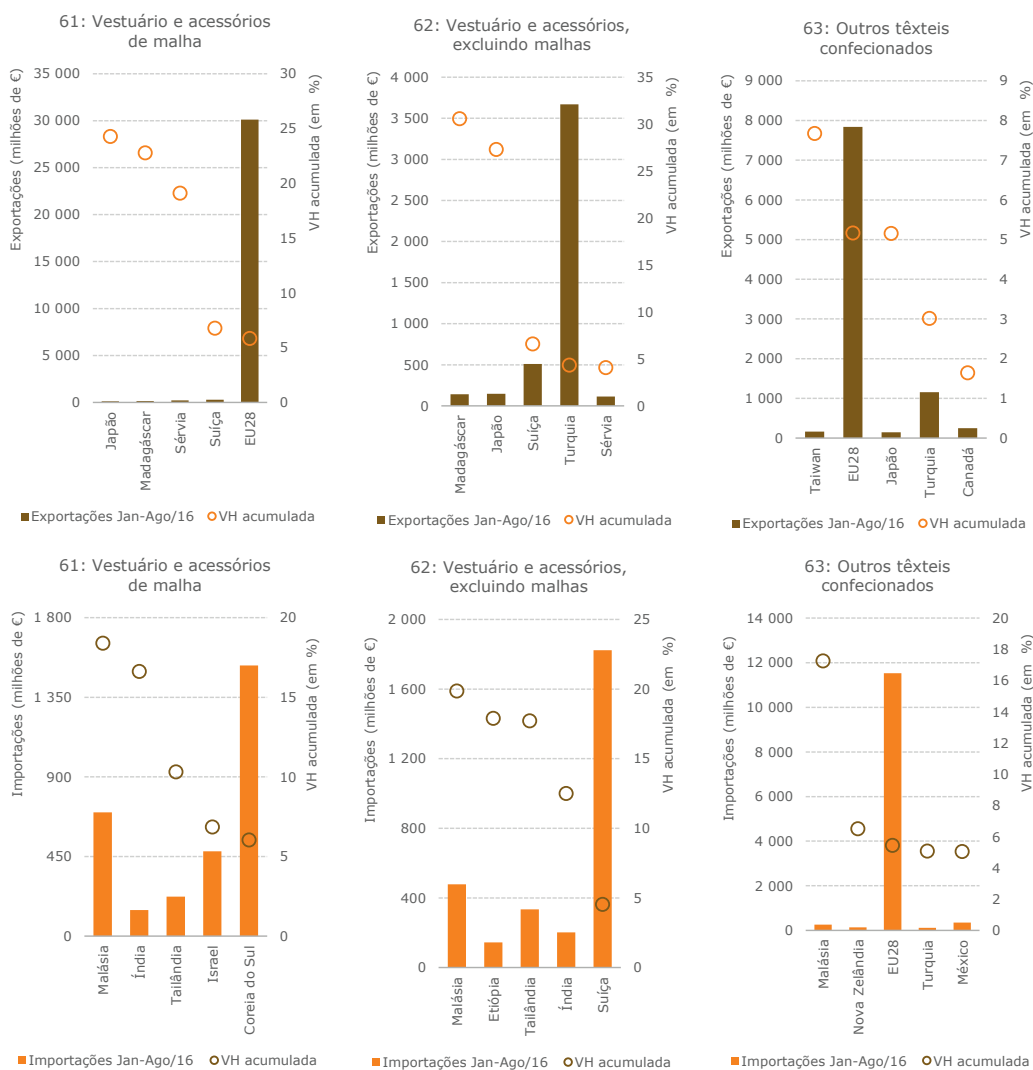 61: Vestuário e acessórios
de malha
Exportações (milhões de €)
35 000
30 000
25 000
20 000
15 000
10 000
5 000
0
30
25
20
15
10
5
0
VH acumulada (em %)
Japão
Madagáscar
Sérvia
Suíça
EU28
Exportações Jan-Ago/16 VH acumulada
62: Vestuário e acessórios,
excluindo malhas
Exportações (milhões de €)
4 000
3 500
3 000
2 500
2 000
1 500
1 000
500
0
35
30
25
20
15
10
5
0
VH acumulada (em %)
Madagáscar
Japão
Suíça
Turquia
Sérvia
Exportações Jan-Ago/16 VH acumulada
63: Outros têxteis
confecionados
Exportações (milhões de €)
9 000
8 000
7 000
6 000
5 000
4 000
3 000
2 000
1 000
0
9
8
7
6
5
4
3
2
1
0
VH acumulada (em %)
Taiwan
EU28
Japão
Turquia
Canadá
Exportações Jan-Ago/16 VH acumulada
61: Vestuário e acessórios
de malha
Importações (milhões de €)
1 800
1 350
900
450
0
20
15
10
5
0
VH acumulada (em %)
Malásia
Índia
Tailândia
Israel
Coreia do Sul
Importações Jan-Ago/16 VH acumulada
62: Vestuário e acessórios,
excluindo malhas
Importações (milhões de €)
2 000
1 600
1 200
800
400
0
25
20
15
10
5
0
VH acumulada (em %)
Malásia
Etiópia
Tailândia
Índia
Suíça
Importações Jan-Ago/16 VH acumulada
63: Outros têxteis
confecionados
Importações (milhões de €)
14 000
12 000
10 000
8 000
6 000
4 000
2 000
0
20
18
16
14
12
10
8
6
4
2
0
VH acumulada (em %)
Malásia
Nova Zelândia
EU28
Turquia
México
Importações Jan-Ago/16 VH acumulada